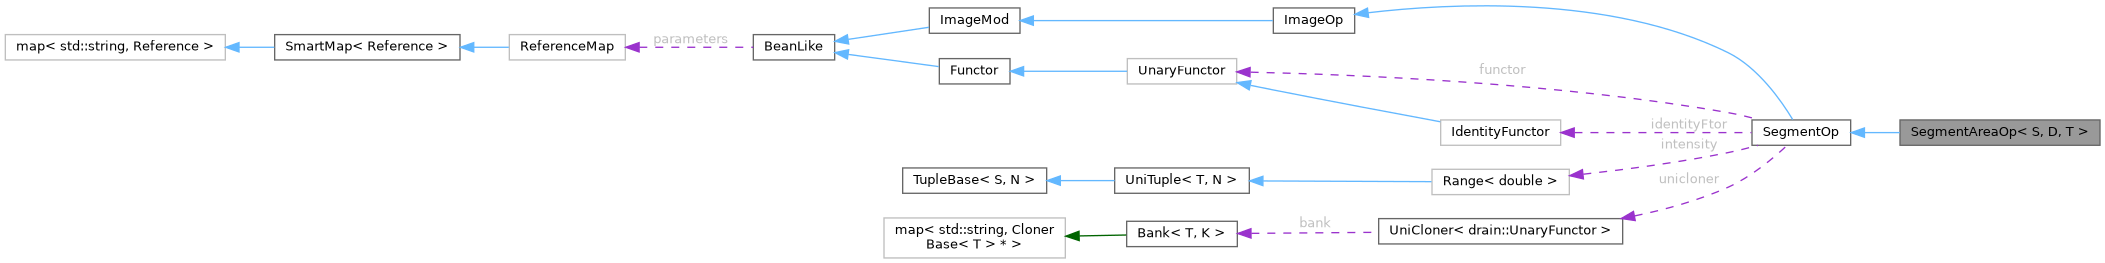 ImageMod
ImageOp
map< std::string, Reference >
SmartMap< Reference >
ReferenceMap
parameters
BeanLike
Functor
UnaryFunctor
functor
IdentityFunctor
identityFtor
SegmentOp
SegmentAreaOp< S, D, T >
intensity
TupleBase< S, N >
UniTuple< T, N >
Range< double >
unicloner
map< std::string, Cloner
Base< T > * >
Bank< T, K >
bank
UniCloner< drain::UnaryFunctor >